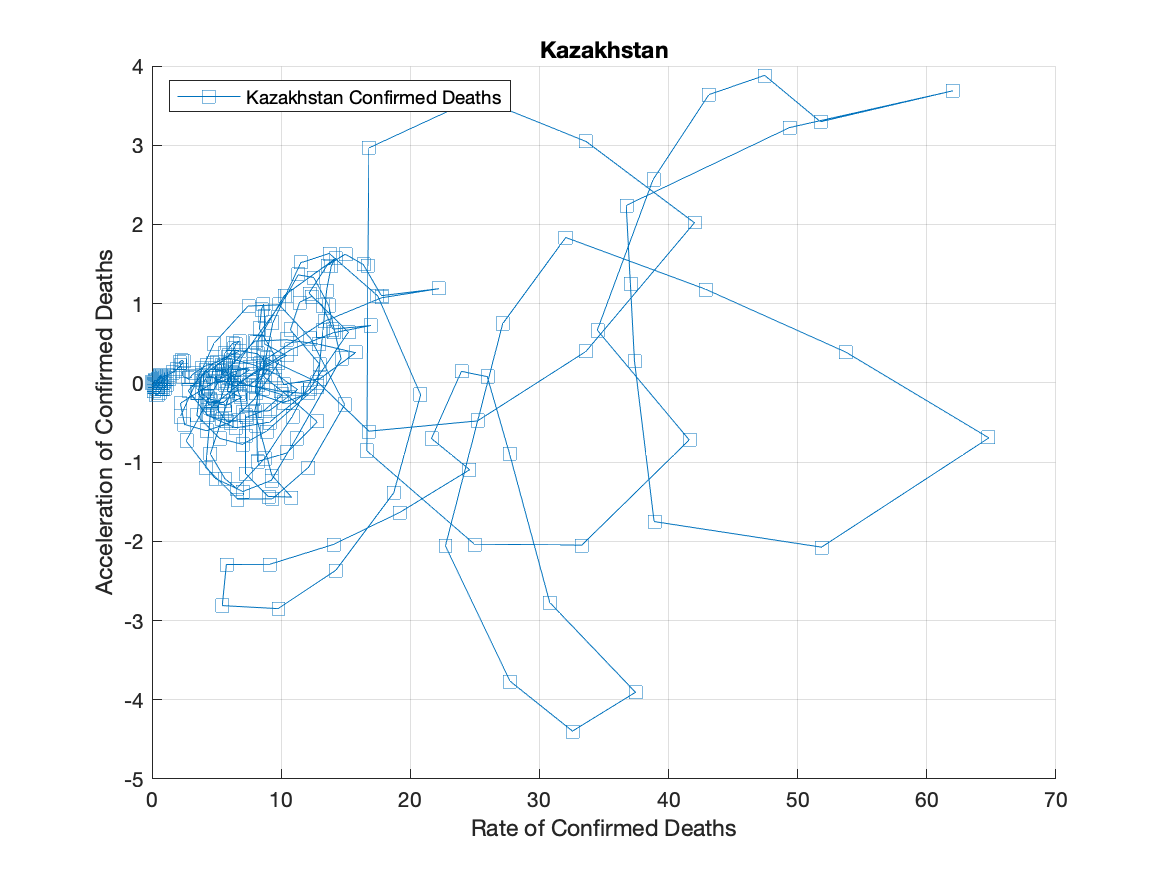 Kazakhstan
Kazakhstan Confirmed Deaths
4
3
2
1
0
-1
-2
-3
-4
-5
Acceleration of Confirmed Deaths
0 10 20 30 40 50 60 70
Rate of Confirmed Deaths